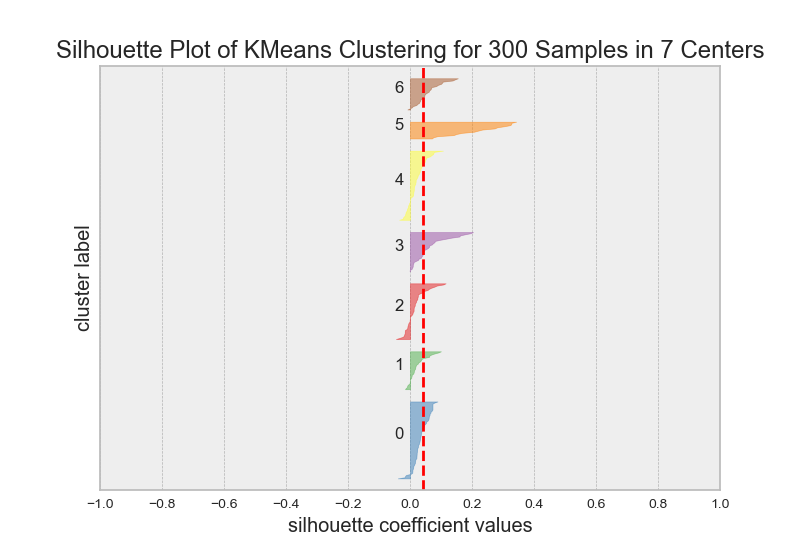 Silhouette Plot of KMeans Clustering for 300 Samples in 7 Centers
cluster label
6
5
4
3
2
1
0
−1.0 −0.8 −0.6 −0.4 −0.2 0.0 0.2 0.4 0.6 0.8 1.0
silhouette coefficient values